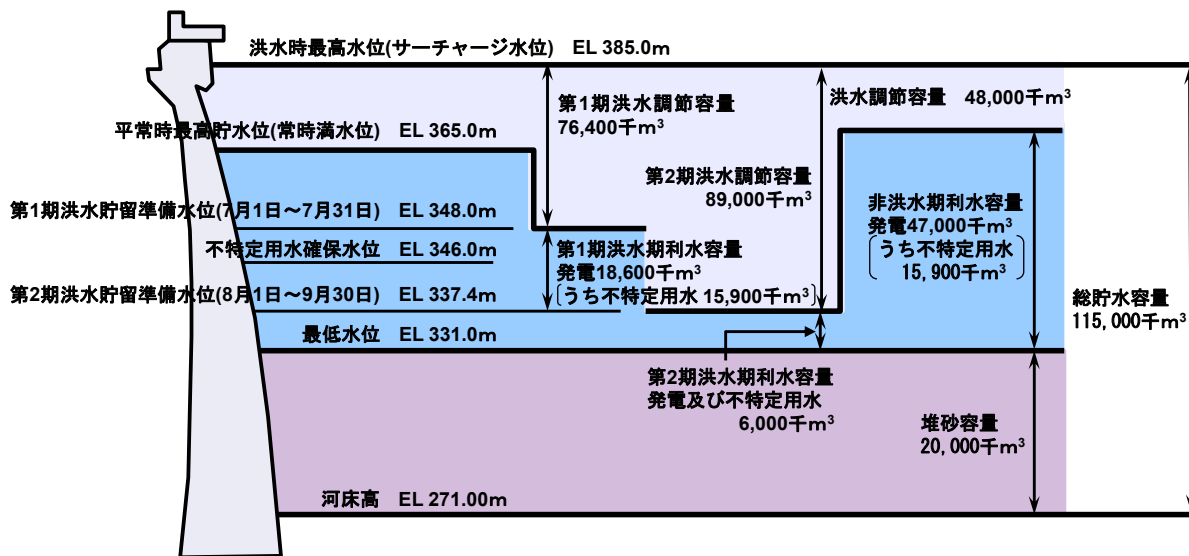 洪水時最高水位(サーチャージ水位) EL 385.0m
第1期洪水調節容量
76,400千m³
洪水調節容量 48,000千m³
平常時最高貯水位(常時満水位) EL 365.0m
第2期洪水調節容量
89,000千m³
非洪水期利水容量
発電47,000千m³
〔うち不特定用水
15,900千m³〕
第1期洪水貯留準備水位(7月1日～7月31日) EL 348.0m
不特定用水確保水位 EL 346.0m
第1期洪水期利水容量
発電18,600千m³
〔うち不特定用水 15,900千m³〕
第2期洪水貯留準備水位(8月1日～9月30日) EL 337.4m
総貯水容量
115,000千m³
最低水位 EL 331.0m
第2期洪水期利水容量
発電及び不特定用水
6,000千m³
堆砂容量
20,000千m³
河床高 EL 271.00m